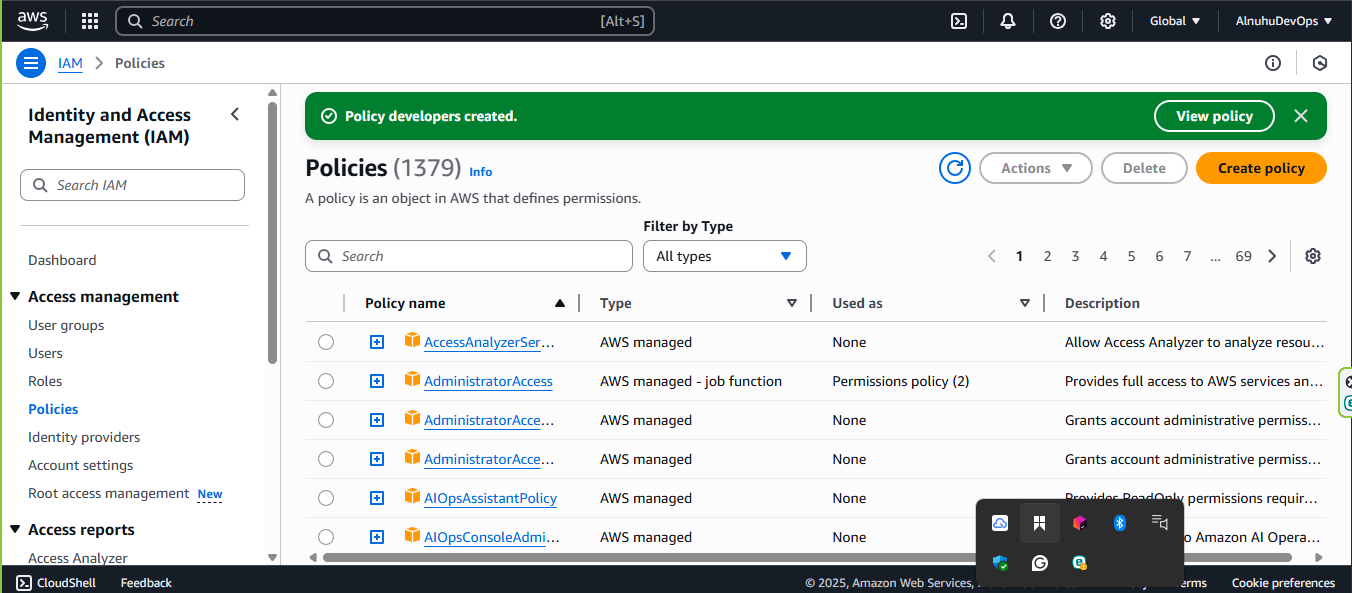 aws
Search [Alt+S]
Global ▼
AlnuhuDevOps ▼
IAM > Policies
Identity and Access
Management (IAM)
Search IAM
Dashboard
Access management
User groups
Users
Roles
Policies
Identity providers
Account settings
Root access management New
Access reports
Access Analyzer
Policy developers created.
View policy
Policies (1379) Info
Actions ▼
Delete
Create policy
A policy is an object in AWS that defines permissions.
Filter by Type
Search
All types
1 2 3 4 5 6 7 ... 69
Policy name Type Used as Description
AccessAnalyzerSer... AWS managed None Allow Access Analyzer to analyze resou...
AdministratorAccess AWS managed - job function Permissions policy (2) Provides full access to AWS services an...
AdministratorAcce... AWS managed None Grants account administrative permiss...
AdministratorAcce... AWS managed None Grants account administrative permiss...
AIOpsAssistantPolicy AWS managed None Provides ReadOnly permissions requir...
AIOpsConsoleAdmi... AWS managed None to Amazon AI Opera...
CloudShell Feedback © 2025, Amazon Web Services, Cookie preferences